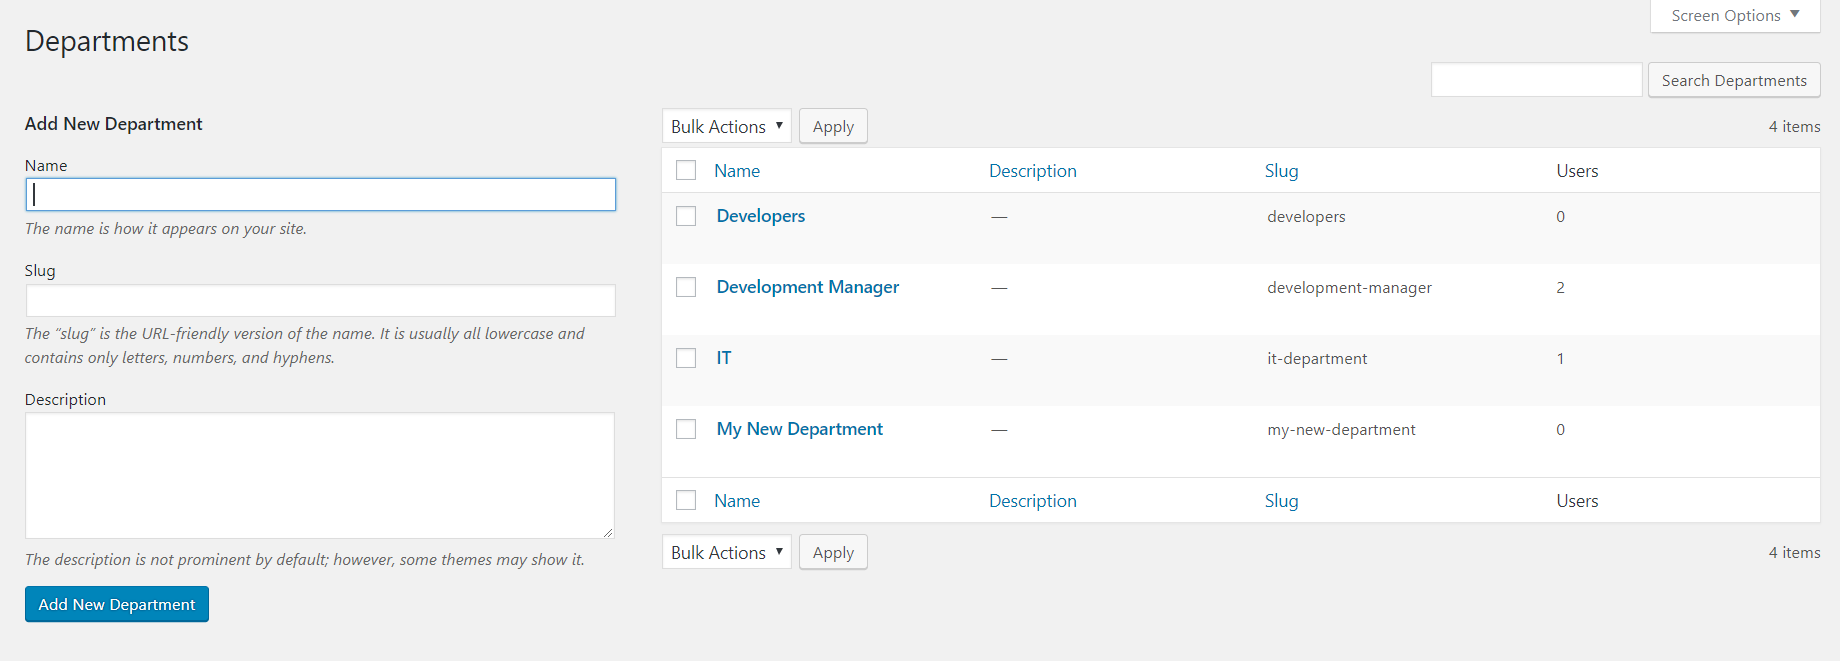 Screen Options ▼
Departments
Search Departments
Add New Department
Name
The name is how it appears on your site.
Slug
The “slug” is the URL-friendly version of the name. It is usually all lowercase and
contains only letters, numbers, and hyphens.
Description
The description is not prominent by default; however, some themes may show it.
Add New Department
Bulk Actions ▼ Apply 4 items
Name Description Slug Users
Developers — developers 0
Development Manager — development-manager 2
IT — it-department 1
My New Department — my-new-department 0
Name Description Slug Users
Bulk Actions ▼ Apply 4 items